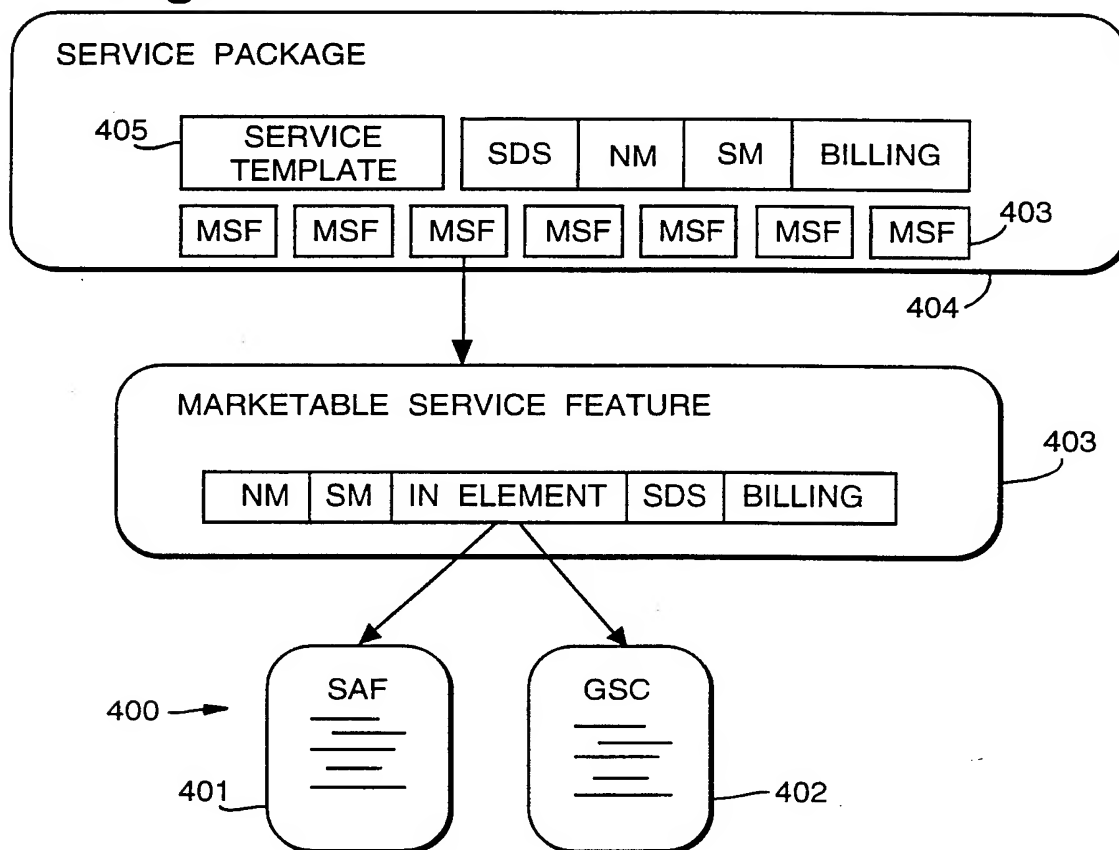 SERVICE PACKAGE
405
SERVICE TEMPLATE
SDS NM SM BILLING
MSF MSF MSF MSF MSF MSF MSF
403
404
MARKETABLE SERVICE FEATURE
403
NM SM IN ELEMENT SDS BILLING
SAF
GSC
400
401
402